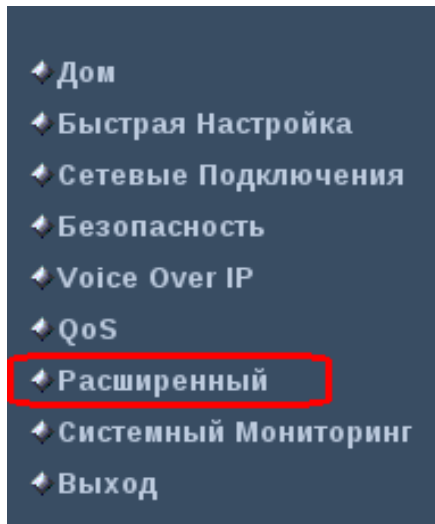 Дом
Быстрая Настройка
Сетевые Подключения
Безопасность
Voice Over IP
QoS
Расширенный
Системный Мониторинг
Выход